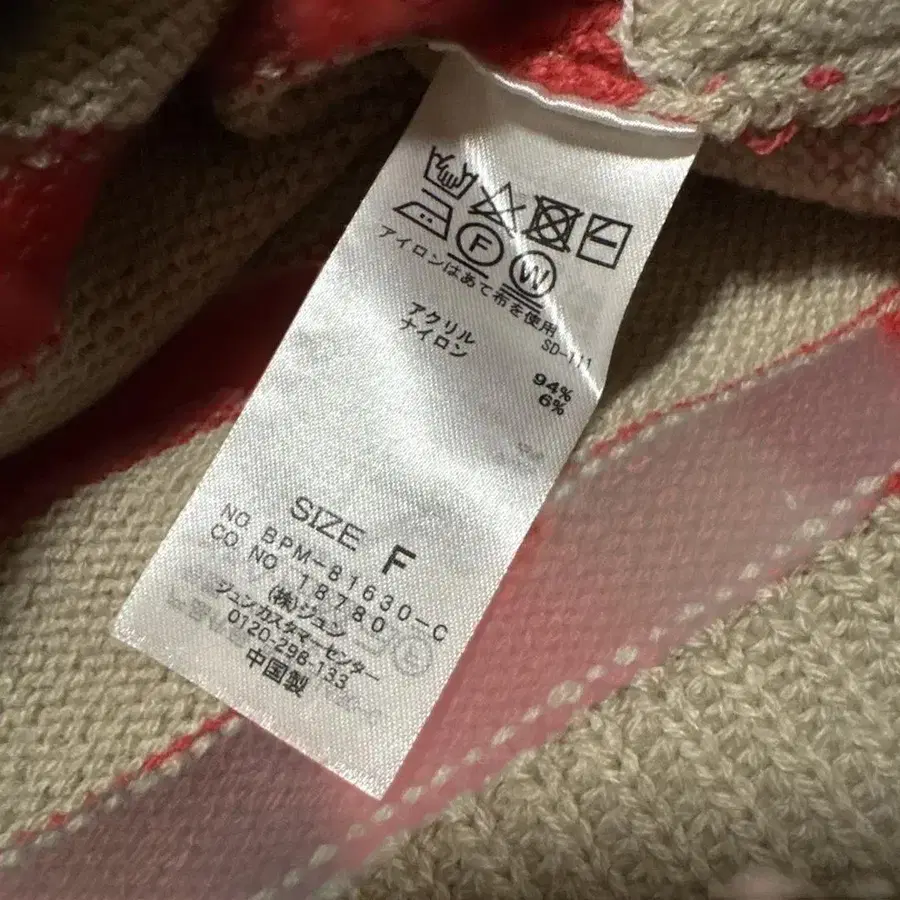 F W
アイロンはあて布を使用
SD-111
アクリル 94%
ナイロン 6%
SIZE F
NO BPM-81630-C
CO. NO 18780
(株)ジュン
ジュンカスタマーセンター
0120-298-133
中国製